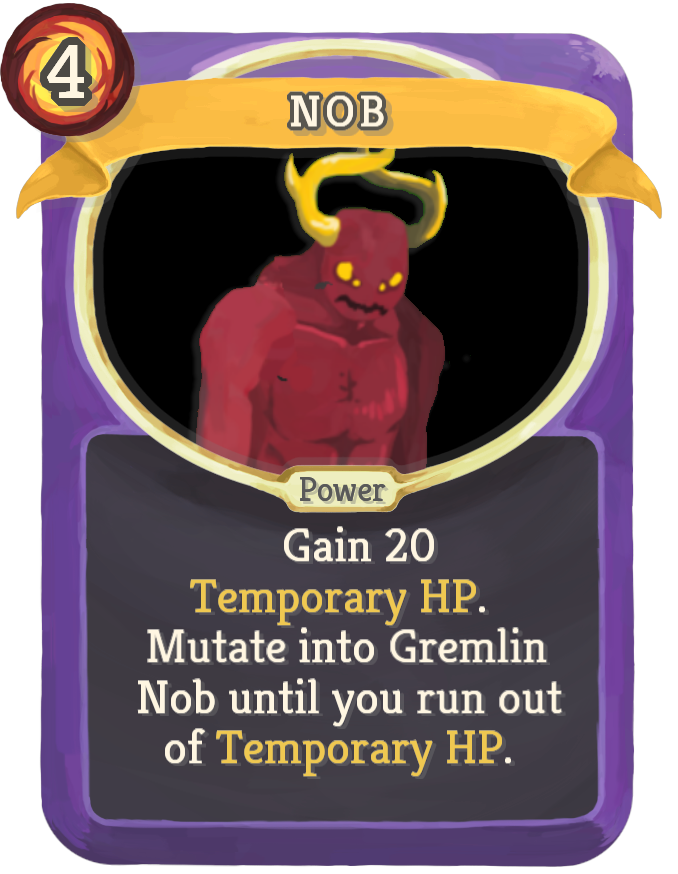 4
NOB
Power
Gain 20
Temporary HP.
Mutate into Gremlin
Nob until you run out
of Temporary HP.